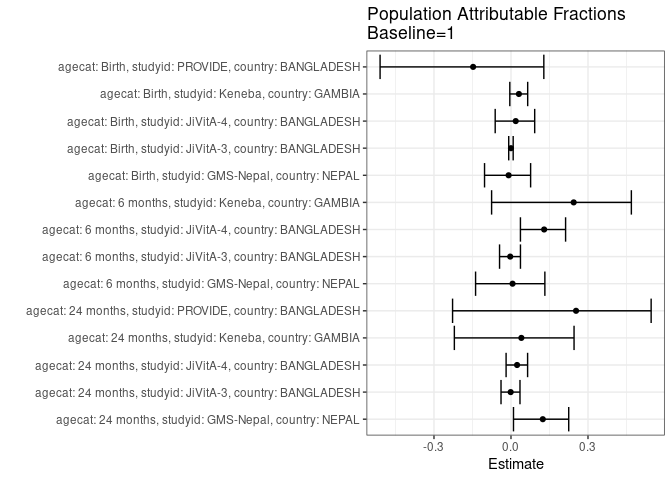 Population Attributable Fractions
Baseline=1
agecat: Birth, studyid: PROVIDE, country: BANGLADESH
agecat: Birth, studyid: Keneba, country: GAMBIA
agecat: Birth, studyid: JiVitA-4, country: BANGLADESH
agecat: Birth, studyid: JiVitA-3, country: BANGLADESH
agecat: Birth, studyid: GMS-Nepal, country: NEPAL
agecat: 6 months, studyid: Keneba, country: GAMBIA
agecat: 6 months, studyid: JiVitA-4, country: BANGLADESH
agecat: 6 months, studyid: JiVitA-3, country: BANGLADESH
agecat: 6 months, studyid: GMS-Nepal, country: NEPAL
agecat: 24 months, studyid: PROVIDE, country: BANGLADESH
agecat: 24 months, studyid: Keneba, country: GAMBIA
agecat: 24 months, studyid: JiVitA-4, country: BANGLADESH
agecat: 24 months, studyid: JiVitA-3, country: BANGLADESH
agecat: 24 months, studyid: GMS-Nepal, country: NEPAL
-0.3 0.0 0.3
Estimate